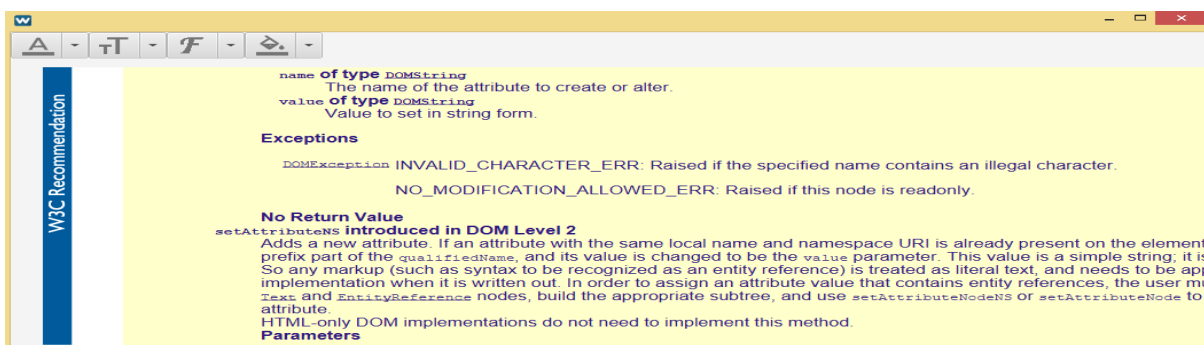 W
A TT F
name of type DOMString
The name of the attribute to create or alter.
value of type DOMString
Value to set in string form.
Exceptions
DOMException INVALID_CHARACTER_ERR: Raised if the specified name contains an illegal character.
NO_MODIFICATION_ALLOWED_ERR: Raised if this node is readonly.
No Return Value
setAttributeNS introduced in DOM Level 2
Adds a new attribute. If an attribute with the same local name and namespace URI is already present on the element
prefix part of the qualifiedName, and its value is changed to be the value parameter. This value is a simple string; it is
So any markup (such as syntax to be recognized as an entity reference) is treated as literal text, and needs to be
implementation when it is written out. In order to assign an attribute value that contains entity references, the user
Text and EntityReference nodes, build the appropriate subtree, and use setAttributeNodeNS or setAttributeNode to
attribute.
HTML-only DOM implementations do not need to implement this method.
Parameters
W3C Recommendation